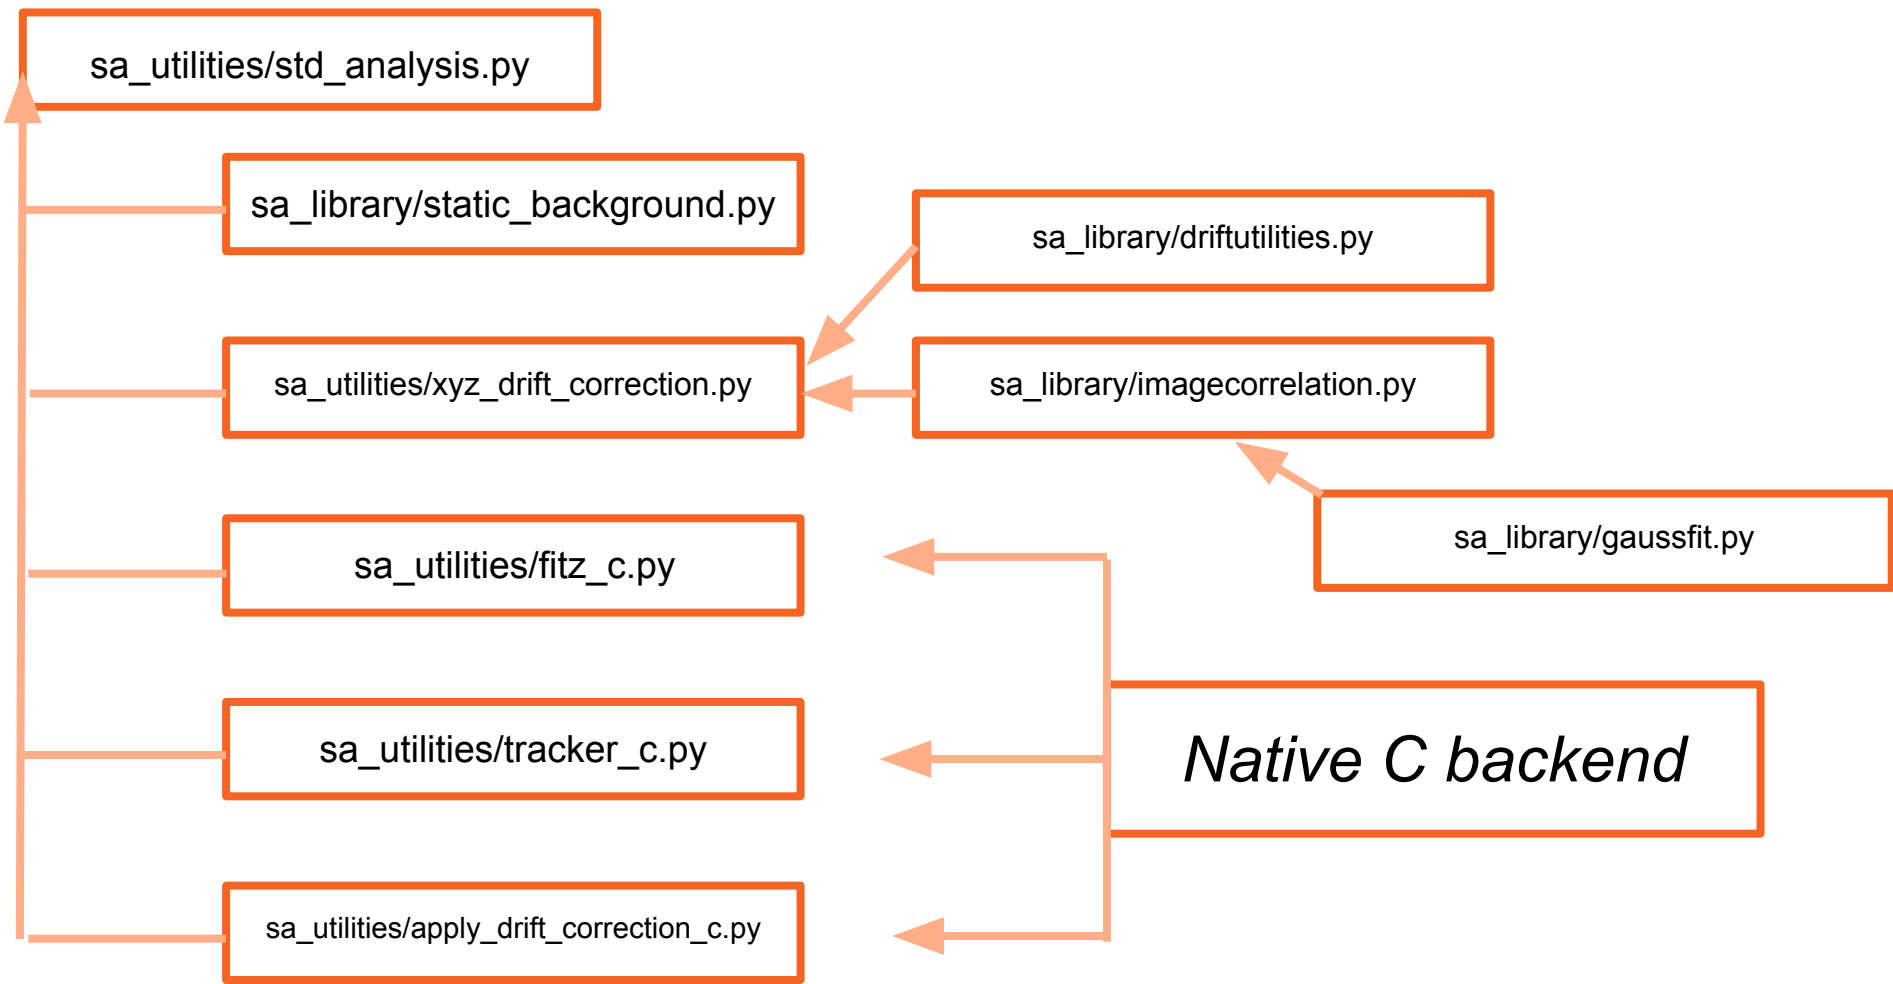 sa_utilities/std_analysis.py
sa_library/static_background.py
sa_library/driftutilities.py
sa_utilities/xyz_drift_correction.py
sa_library/imagecorrelation.py
sa_library/gaussfit.py
sa_utilities/fitz_c.py
sa_utilities/tracker_c.py
Native C backend
sa_utilities/apply_drift_correction_c.py